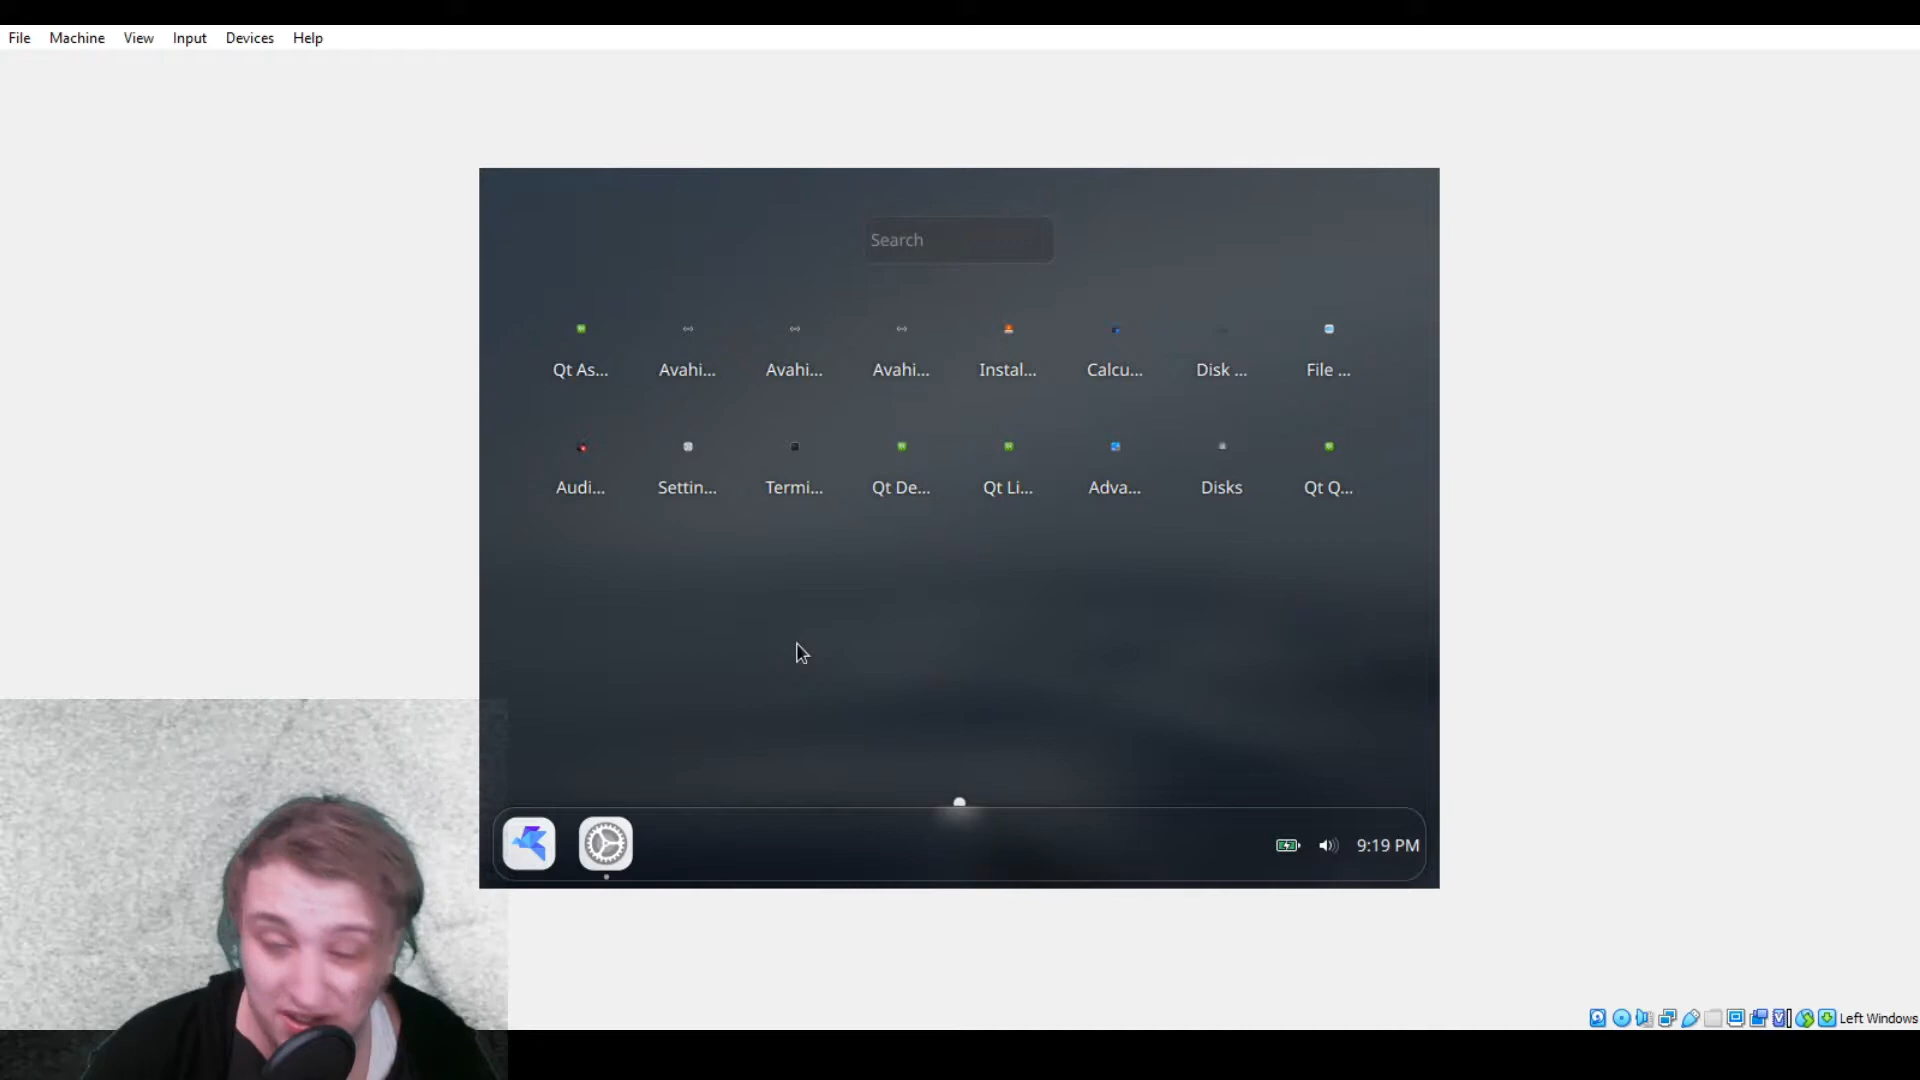 File Machine View Input Devices Help
Search
Qt As... Avahi... Avahi... Avahi... Instal... Calcu... Disk ... File ...
Audi... Settin... Termi... Qt De... Qt Li... Adva... Disks Qt Q...
9:19 PM
Left Windows